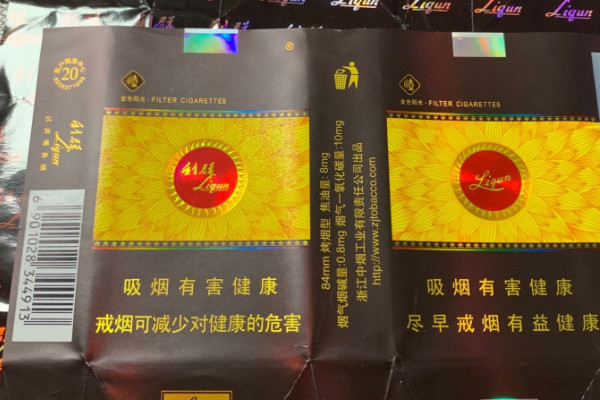 Liqun
Liqun
Liqun
20
®
金色阳光·FILTER CIGARETTES
金色阳光·FILTER CIGARETTES
利群
Liqun
利群
Liqun
Liqun
6 901028 344913
84mm 烤烟型 焦油量: 8mg
烟气烟碱量:0.8mg 烟气一氧化碳量:10mg
浙江中烟工业有限责任公司出品
http://www.zjtobacco.com
吸烟有害健康
戒烟可减少对健康的危害
吸烟有害健康
尽早戒烟有益健康